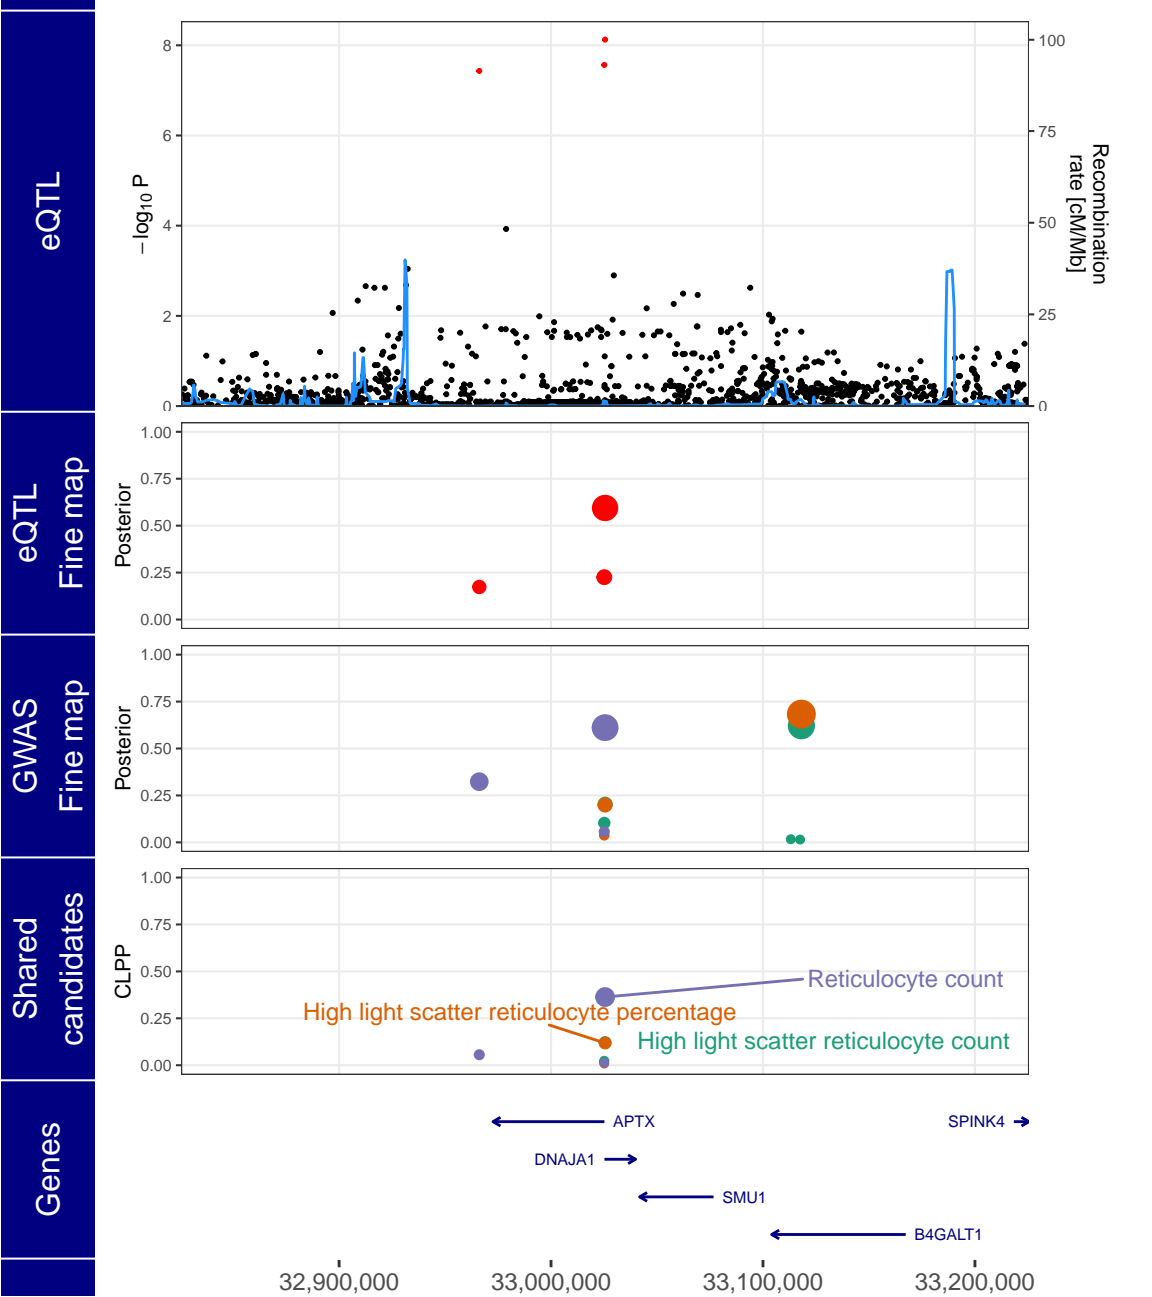 eQTL
−log10 P
8
6
4
2
0
100
75
50
25
0
Recombination
rate [cM/Mb]
eQTL
Fine map
Posterior
1.00
0.75
0.50
0.25
0.00
GWAS
Fine map
Posterior
1.00
0.75
0.50
0.25
0.00
Shared
candidates
CLPP
1.00
0.75
0.50
0.25
0.00
Reticulocyte count
High light scatter reticulocyte percentage
High light scatter reticulocyte count
Genes
APTX
SPINK4
DNAJA1
SMU1
B4GALT1
32,900,000
33,000,000
33,100,000
33,200,000